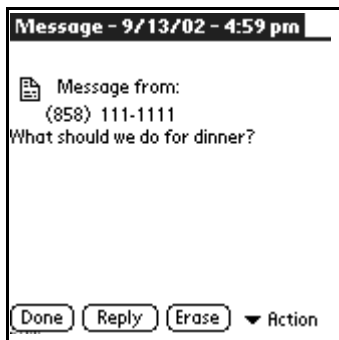 Message - 9/13/02 - 4:59 pm
Message from:
(858) 111-1111
What should we do for dinner?
Done Reply Erase Action